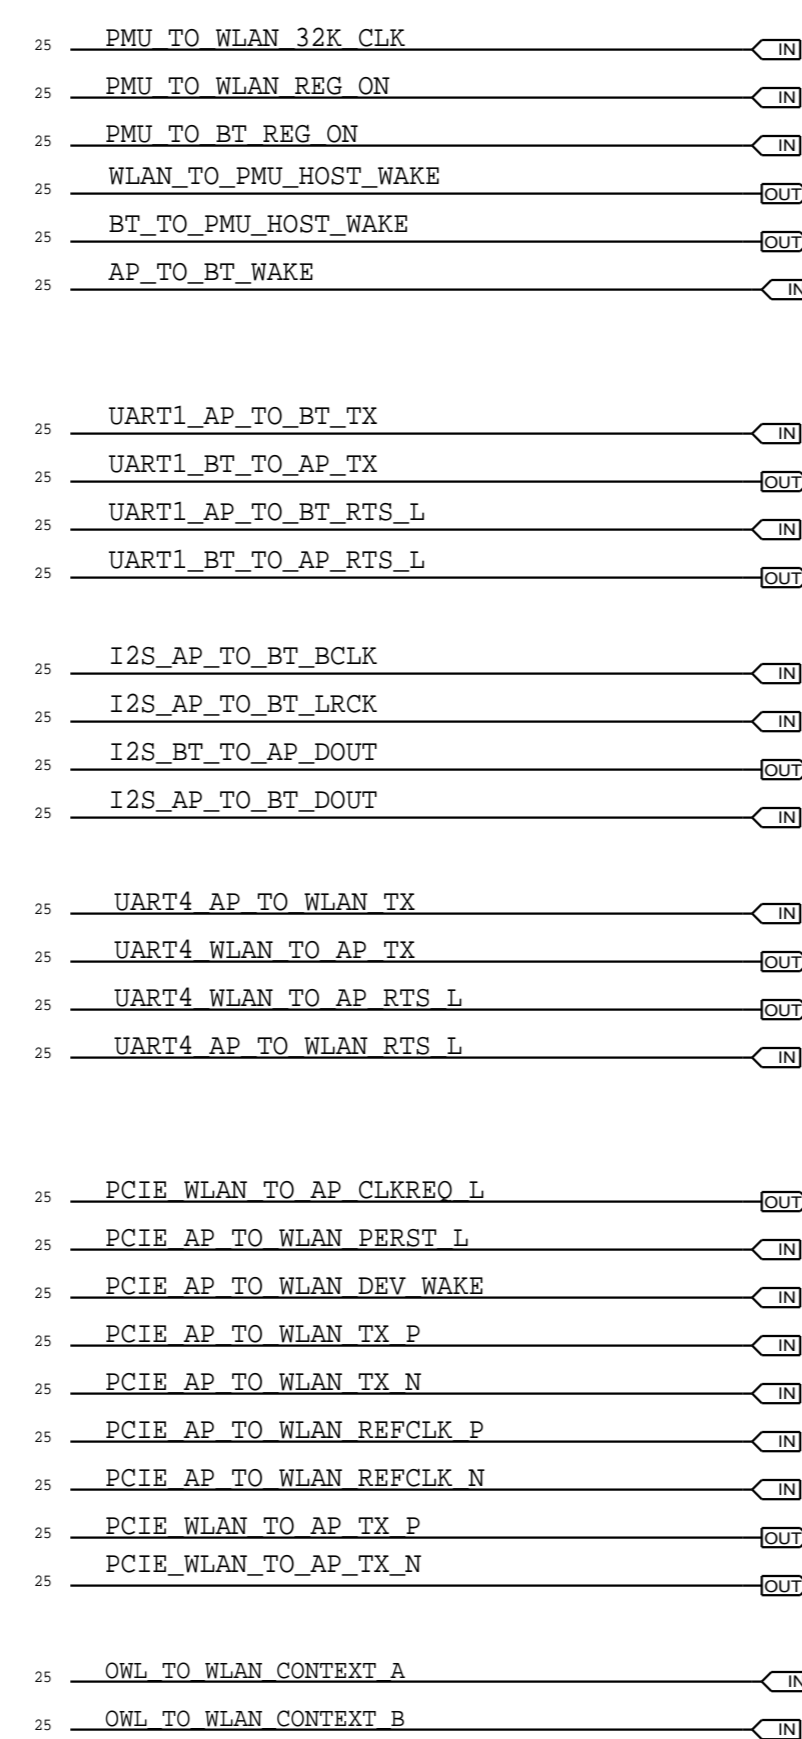 25 PMU_TO_WLAN_32K_CLK IN
25 PMU_TO_WLAN_REG_ON IN
25 PMU_TO_BT_REG_ON IN
25 WLAN_TO_PMU_HOST_WAKE OUT
25 BT_TO_PMU_HOST_WAKE OUT
25 AP_TO_BT_WAKE IN
25 UART1_AP_TO_BT_TX IN
25 UART1_BT_TO_AP_TX OUT
25 UART1_AP_TO_BT_RTS_L IN
25 UART1_BT_TO_AP_RTS_L OUT
25 I2S_AP_TO_BT_BCLK IN
25 I2S_AP_TO_BT_LRCK IN
25 I2S_BT_TO_AP_DOUT OUT
25 I2S_AP_TO_BT_DOUT IN
25 UART4_AP_TO_WLAN_TX IN
25 UART4_WLAN_TO_AP_TX OUT
25 UART4_WLAN_TO_AP_RTS_L OUT
25 UART4_AP_TO_WLAN_RTS_L IN
25 PCIE_WLAN_TO_AP_CLKREQ_L OUT
25 PCIE_AP_TO_WLAN_PERST_L IN
25 PCIE_AP_TO_WLAN_DEV_WAKE IN
25 PCIE_AP_TO_WLAN_TX_P IN
25 PCIE_AP_TO_WLAN_TX_N IN
25 PCIE_AP_TO_WLAN_REFCLK_P IN
25 PCIE_AP_TO_WLAN_REFCLK_N IN
25 PCIE_WLAN_TO_AP_TX_P OUT
25 PCIE_WLAN_TO_AP_TX_N OUT
25 OWL_TO_WLAN_CONTEXT_A IN
25 OWL_TO_WLAN_CONTEXT_B IN